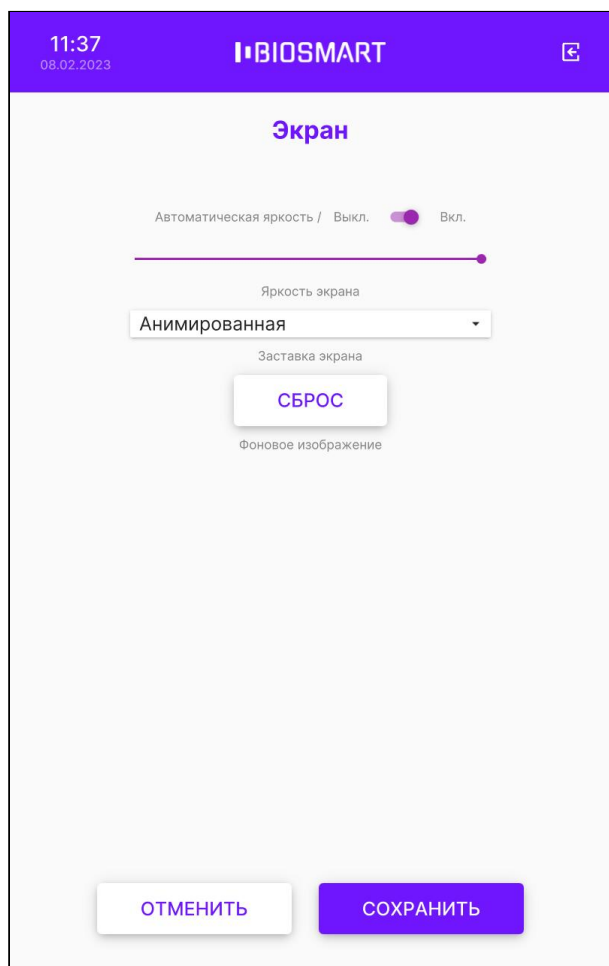 11:37
08.02.2023
BIOSMART
Экран
Автоматическая яркость / Выкл. Вкл.
Яркость экрана
Анимированная
Заставка экрана
СБРОС
Фоновое изображение
ОТМЕНИТЬ СОХРАНИТЬ